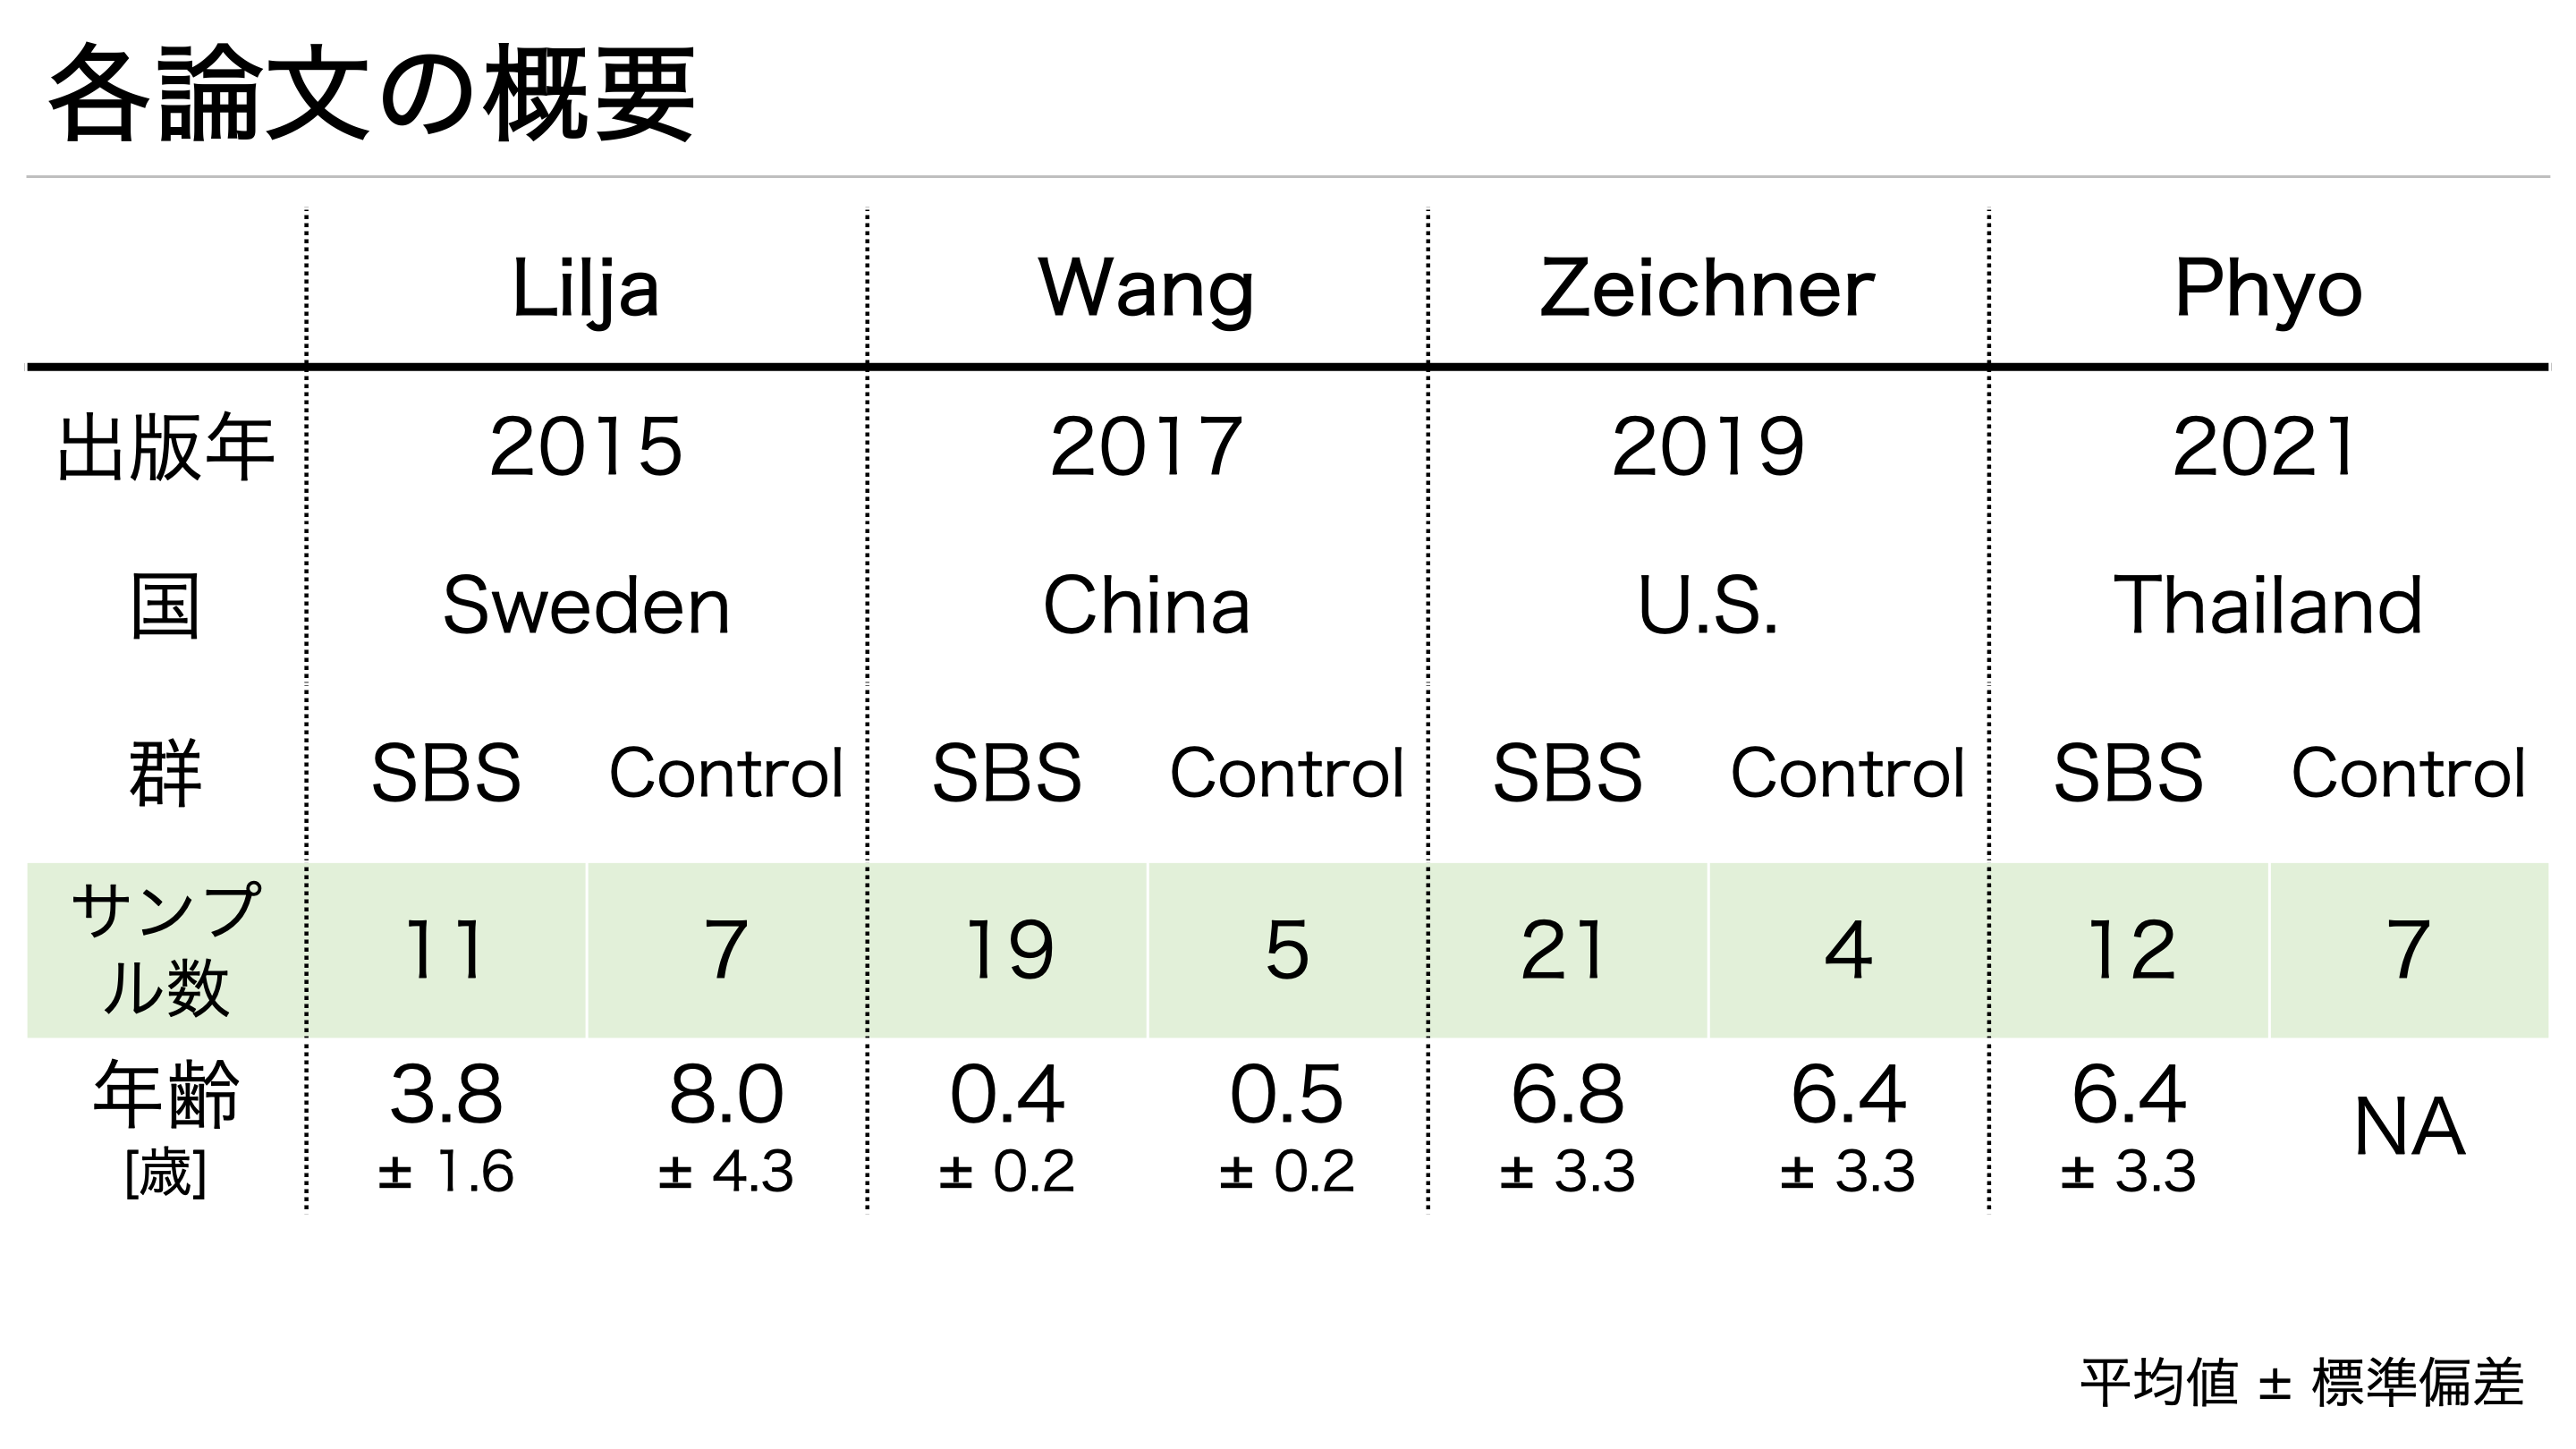 各論文の概要
Lilja Wang Zeichner Phyo
出版年 2015 2017 2019 2021
国 Sweden China U.S. Thailand
群 SBS Control SBS Control SBS Control SBS Control
サンプ
ル数 11 7 19 5 21 4 12 7
年齢 3.8 8.0 0.4 0.5 6.8 6.4 6.4 NA
[歳] ± 1.6 ± 4.3 ± 0.2 ± 0.2 ± 3.3 ± 3.3 ± 3.3
平均値 ± 標準偏差